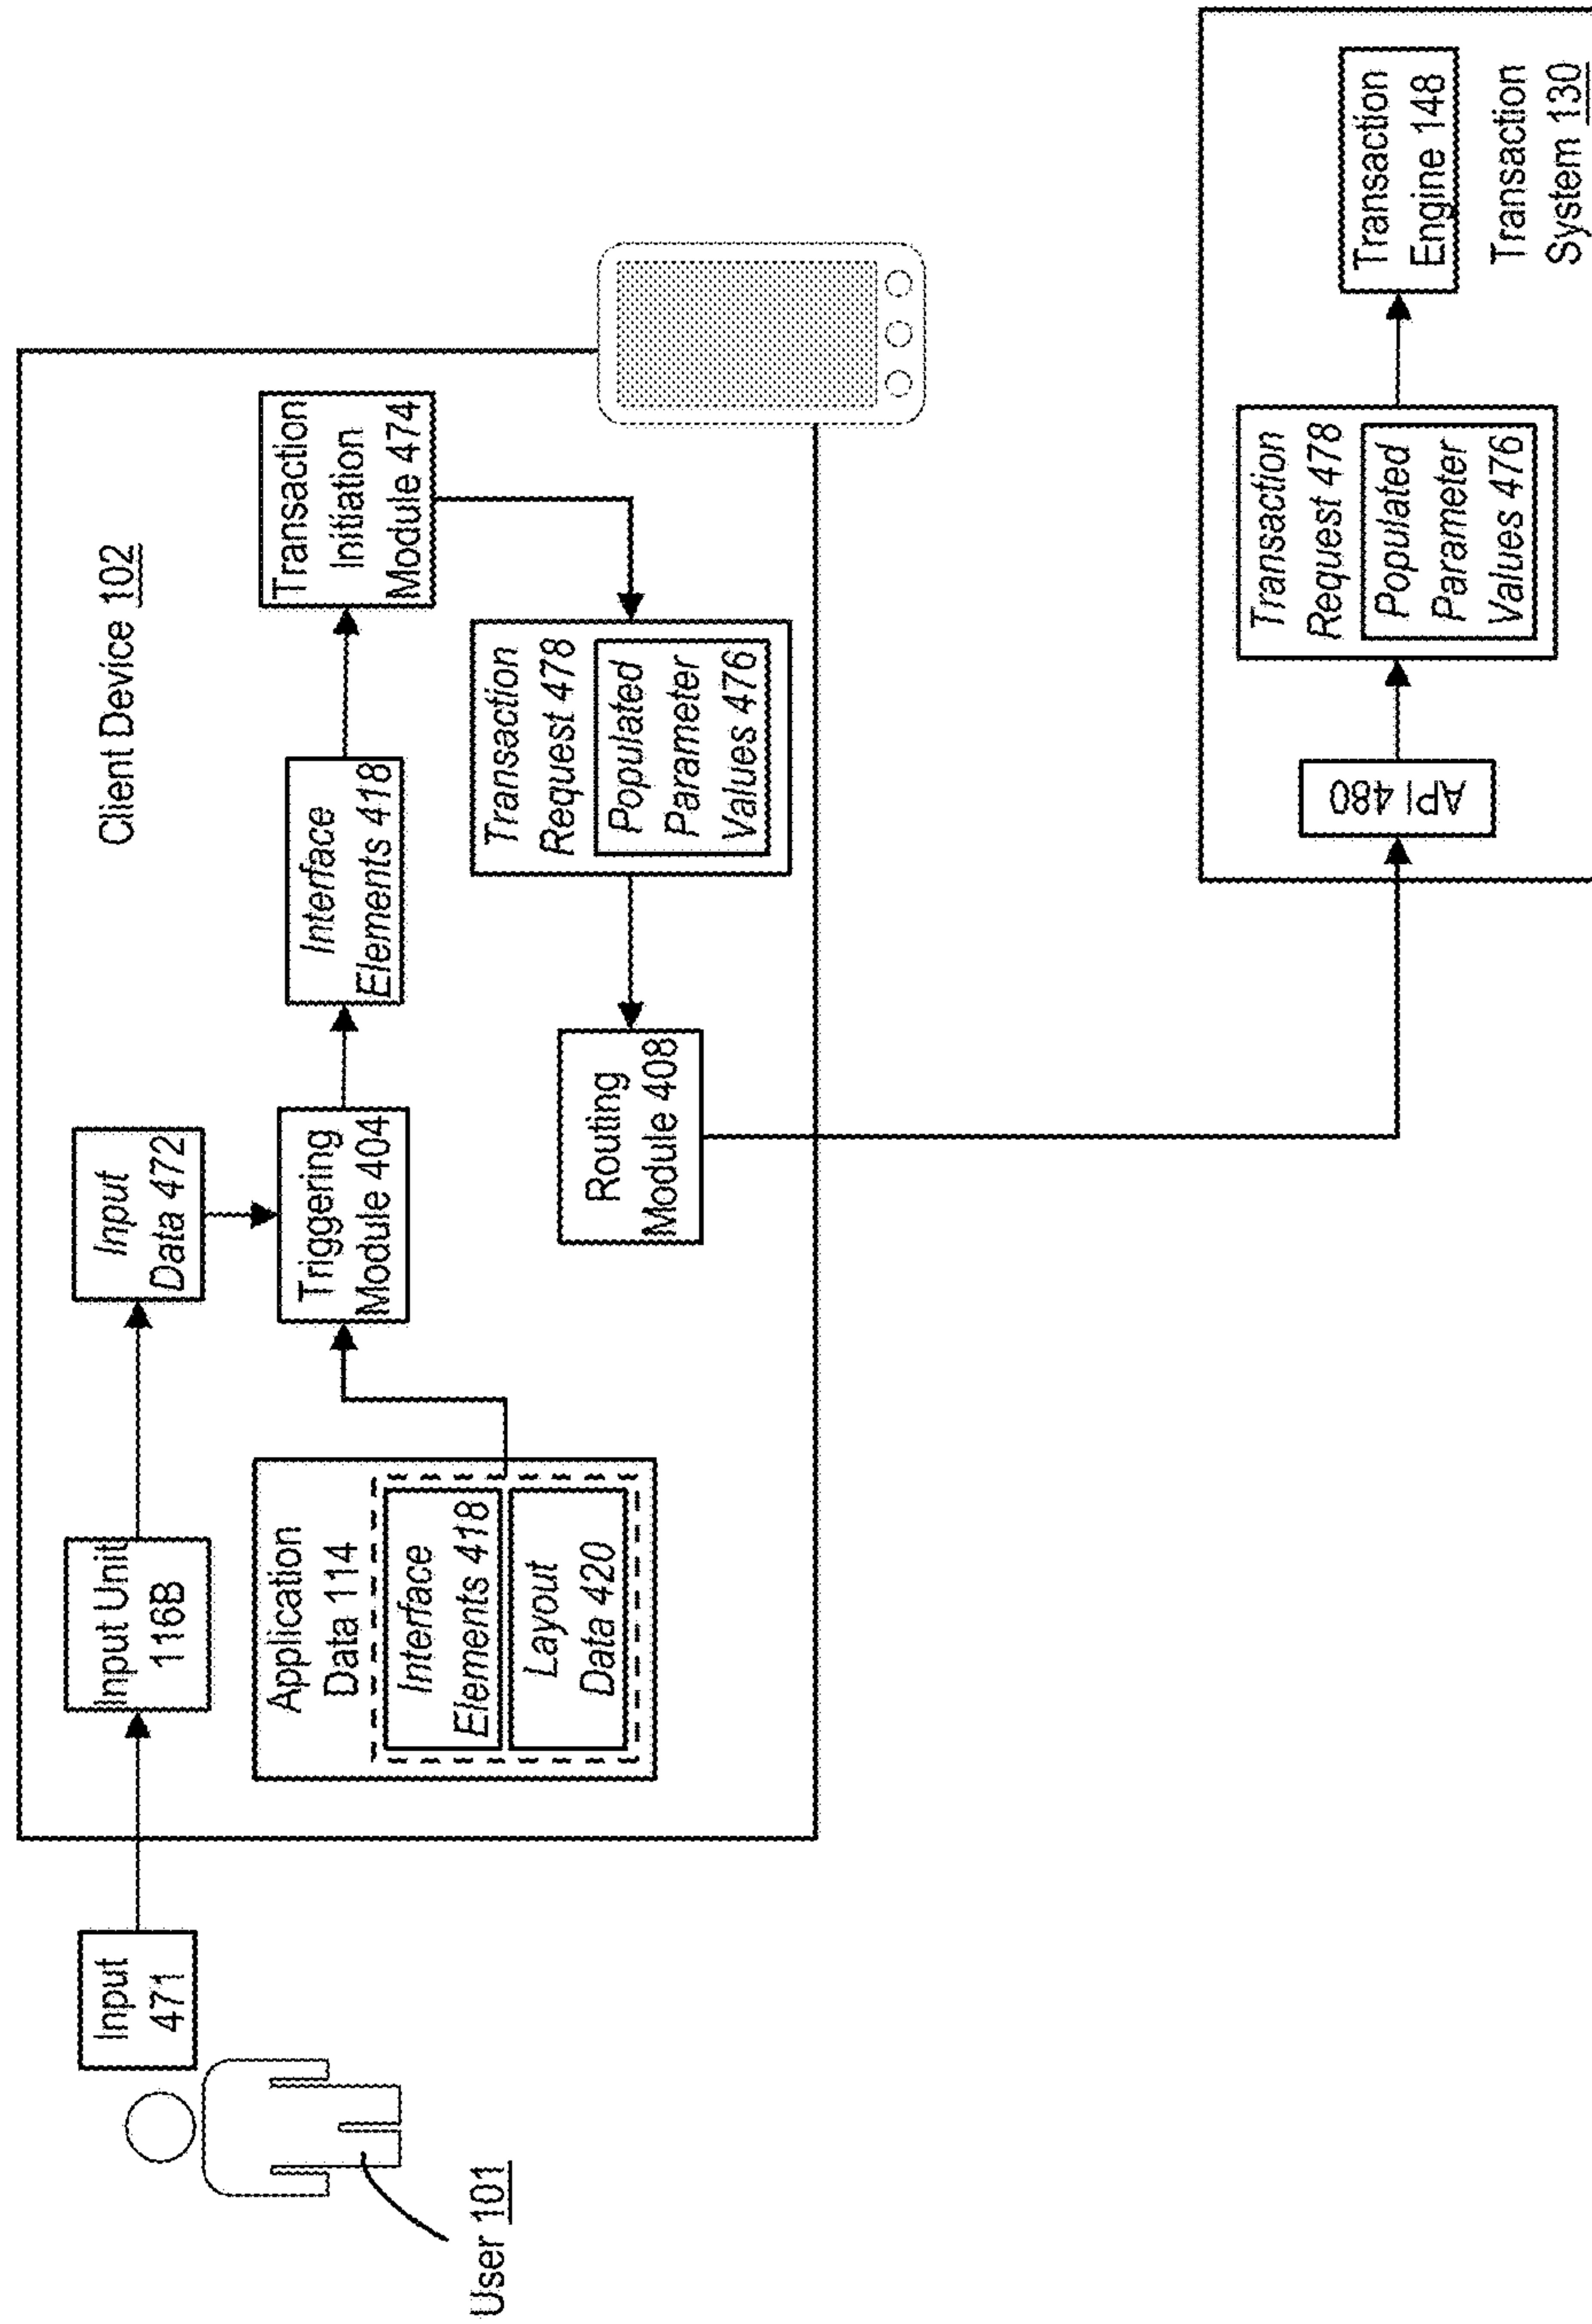 User 101
Input
471
Client Device 102
Input Unit
116B
Input
Data 472
Application
Data 114
Interface
Elements 418
Layout
Data 420
Triggering
Module 404
Interface
Elements 418
Transaction
Initiation
Module 474
Transaction
Request 478
Populated
Parameter
Values 476
Routing
Module 408
API 480
Transaction
Request 478
Populated
Parameter
Values 476
Transaction
Engine 148
Transaction
System 130